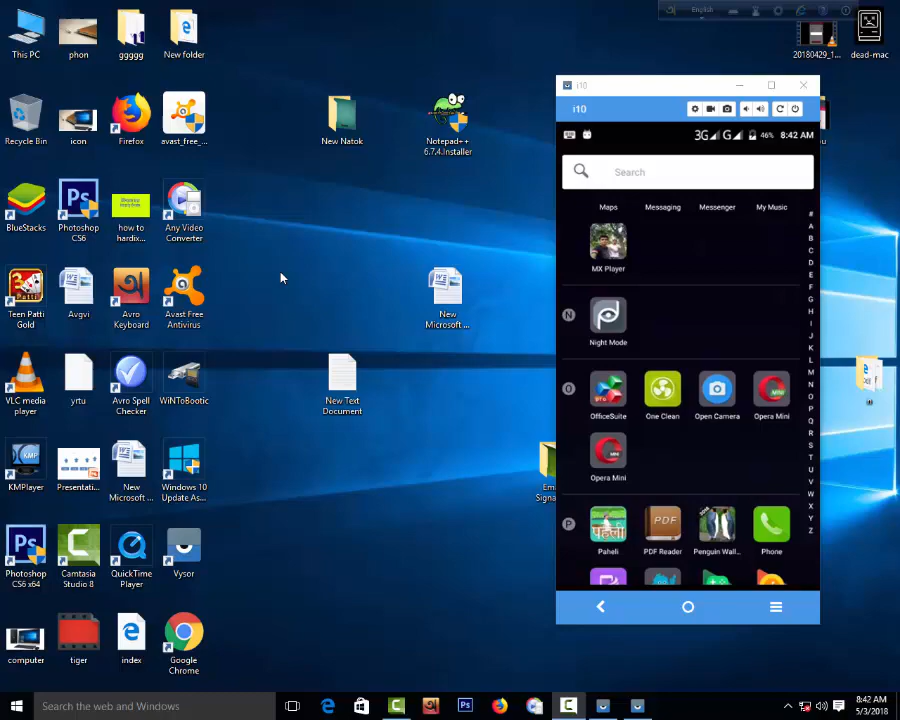 English
This PC
phon
ggggg
New folder
20180429_1...
dead-mac
Recycle Bin
icon
Firefox
avast_free_...
New Natok
Notepad++
6.7.4.Installer
BlueStacks
Photoshop
CS6
how to
hardix...
Any Video
Converter
Teen Patti
Gold
Avgvi
Avro
Keyboard
Avast Free
Antivirus
New
Microsoft ...
VLC media
player
yrtu
Avro Spell
Checker
WiNToBootic
New Text
Document
KMPlayer
Presentati...
New
Microsoft ...
Windows 10
Update As...
Photoshop
CS6 x64
Camtasia
Studio 8
QuickTime
Player
Vysor
computer
tiger
index
Google
Chrome
i10
i10
3G G 46% 8:42 AM
Search
Maps Messaging Messenger My Music
MX Player
N
Night Mode
O
OfficeSuite One Clean Open Camera Opera Mini
Opera Mini
P
PDF
Paheli PDF Reader Penguin Wall... Phone
#
A
B
C
D
E
F
G
H
I
J
K
L
M
N
O
P
Q
R
S
T
U
V
W
X
Y
Z
Search the web and Windows
8:42 AM
5/3/2018